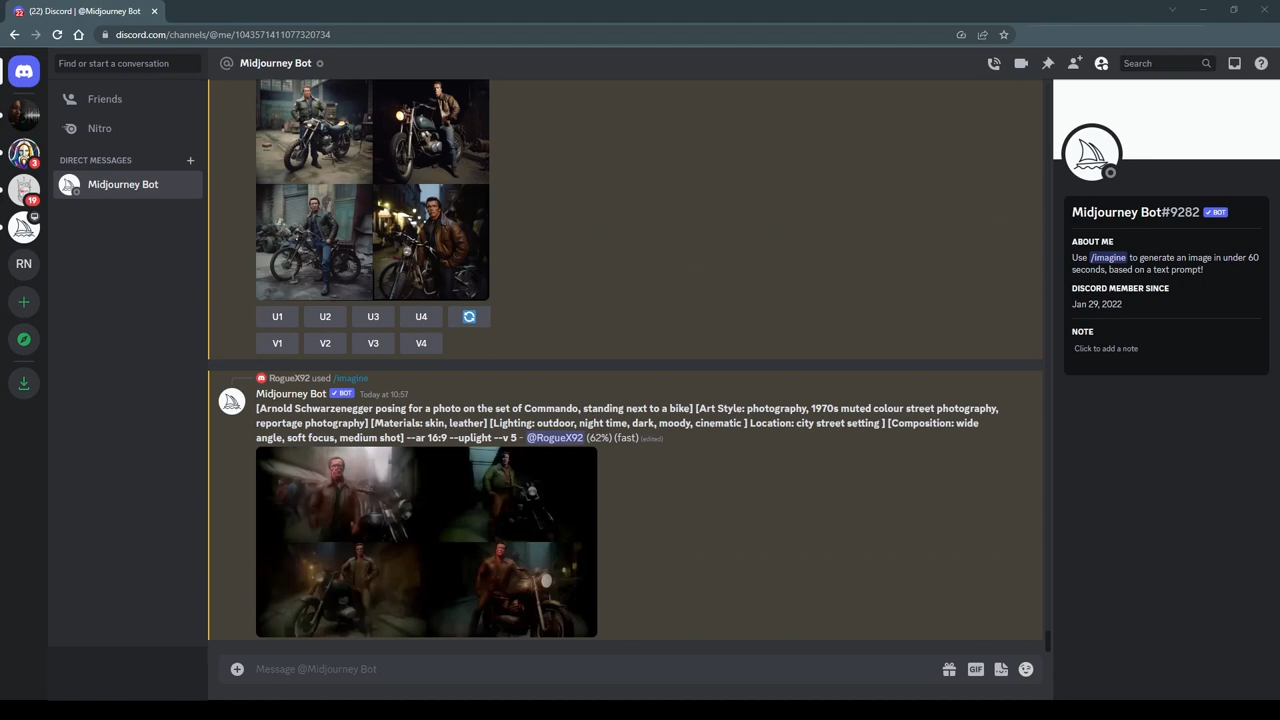 (22) Discord | @Midjourney Bot
discord.com/channels/@me/1043571411077320734
Find or start a conversation
Midjourney Bot
Search
Friends
Nitro
DIRECT MESSAGES
Midjourney Bot
3
19
RN
U1 U2 U3 U4
V1 V2 V3 V4
RogueX92 used /imagine
Midjourney Bot ✓ BOT Today at 10:57
[Arnold Schwarzenegger posing for a photo on the set of Commando, standing next to a bike] [Art Style: photography, 1970s muted colour street photography,
reportage photography] [Materials: skin, leather] [Lighting: outdoor, night time, dark, moody, cinematic ] Location: city street setting ] [Composition: wide
angle, soft focus, medium shot] --ar 16:9 --uplight --v 5 - @RogueX92 (62%) (fast) (edited)
Message @Midjourney Bot
GIF
Midjourney Bot#9282 ✓ BOT
ABOUT ME
Use /imagine to generate an image in under 60
seconds, based on a text prompt!
DISCORD MEMBER SINCE
Jan 29, 2022
NOTE
Click to add a note